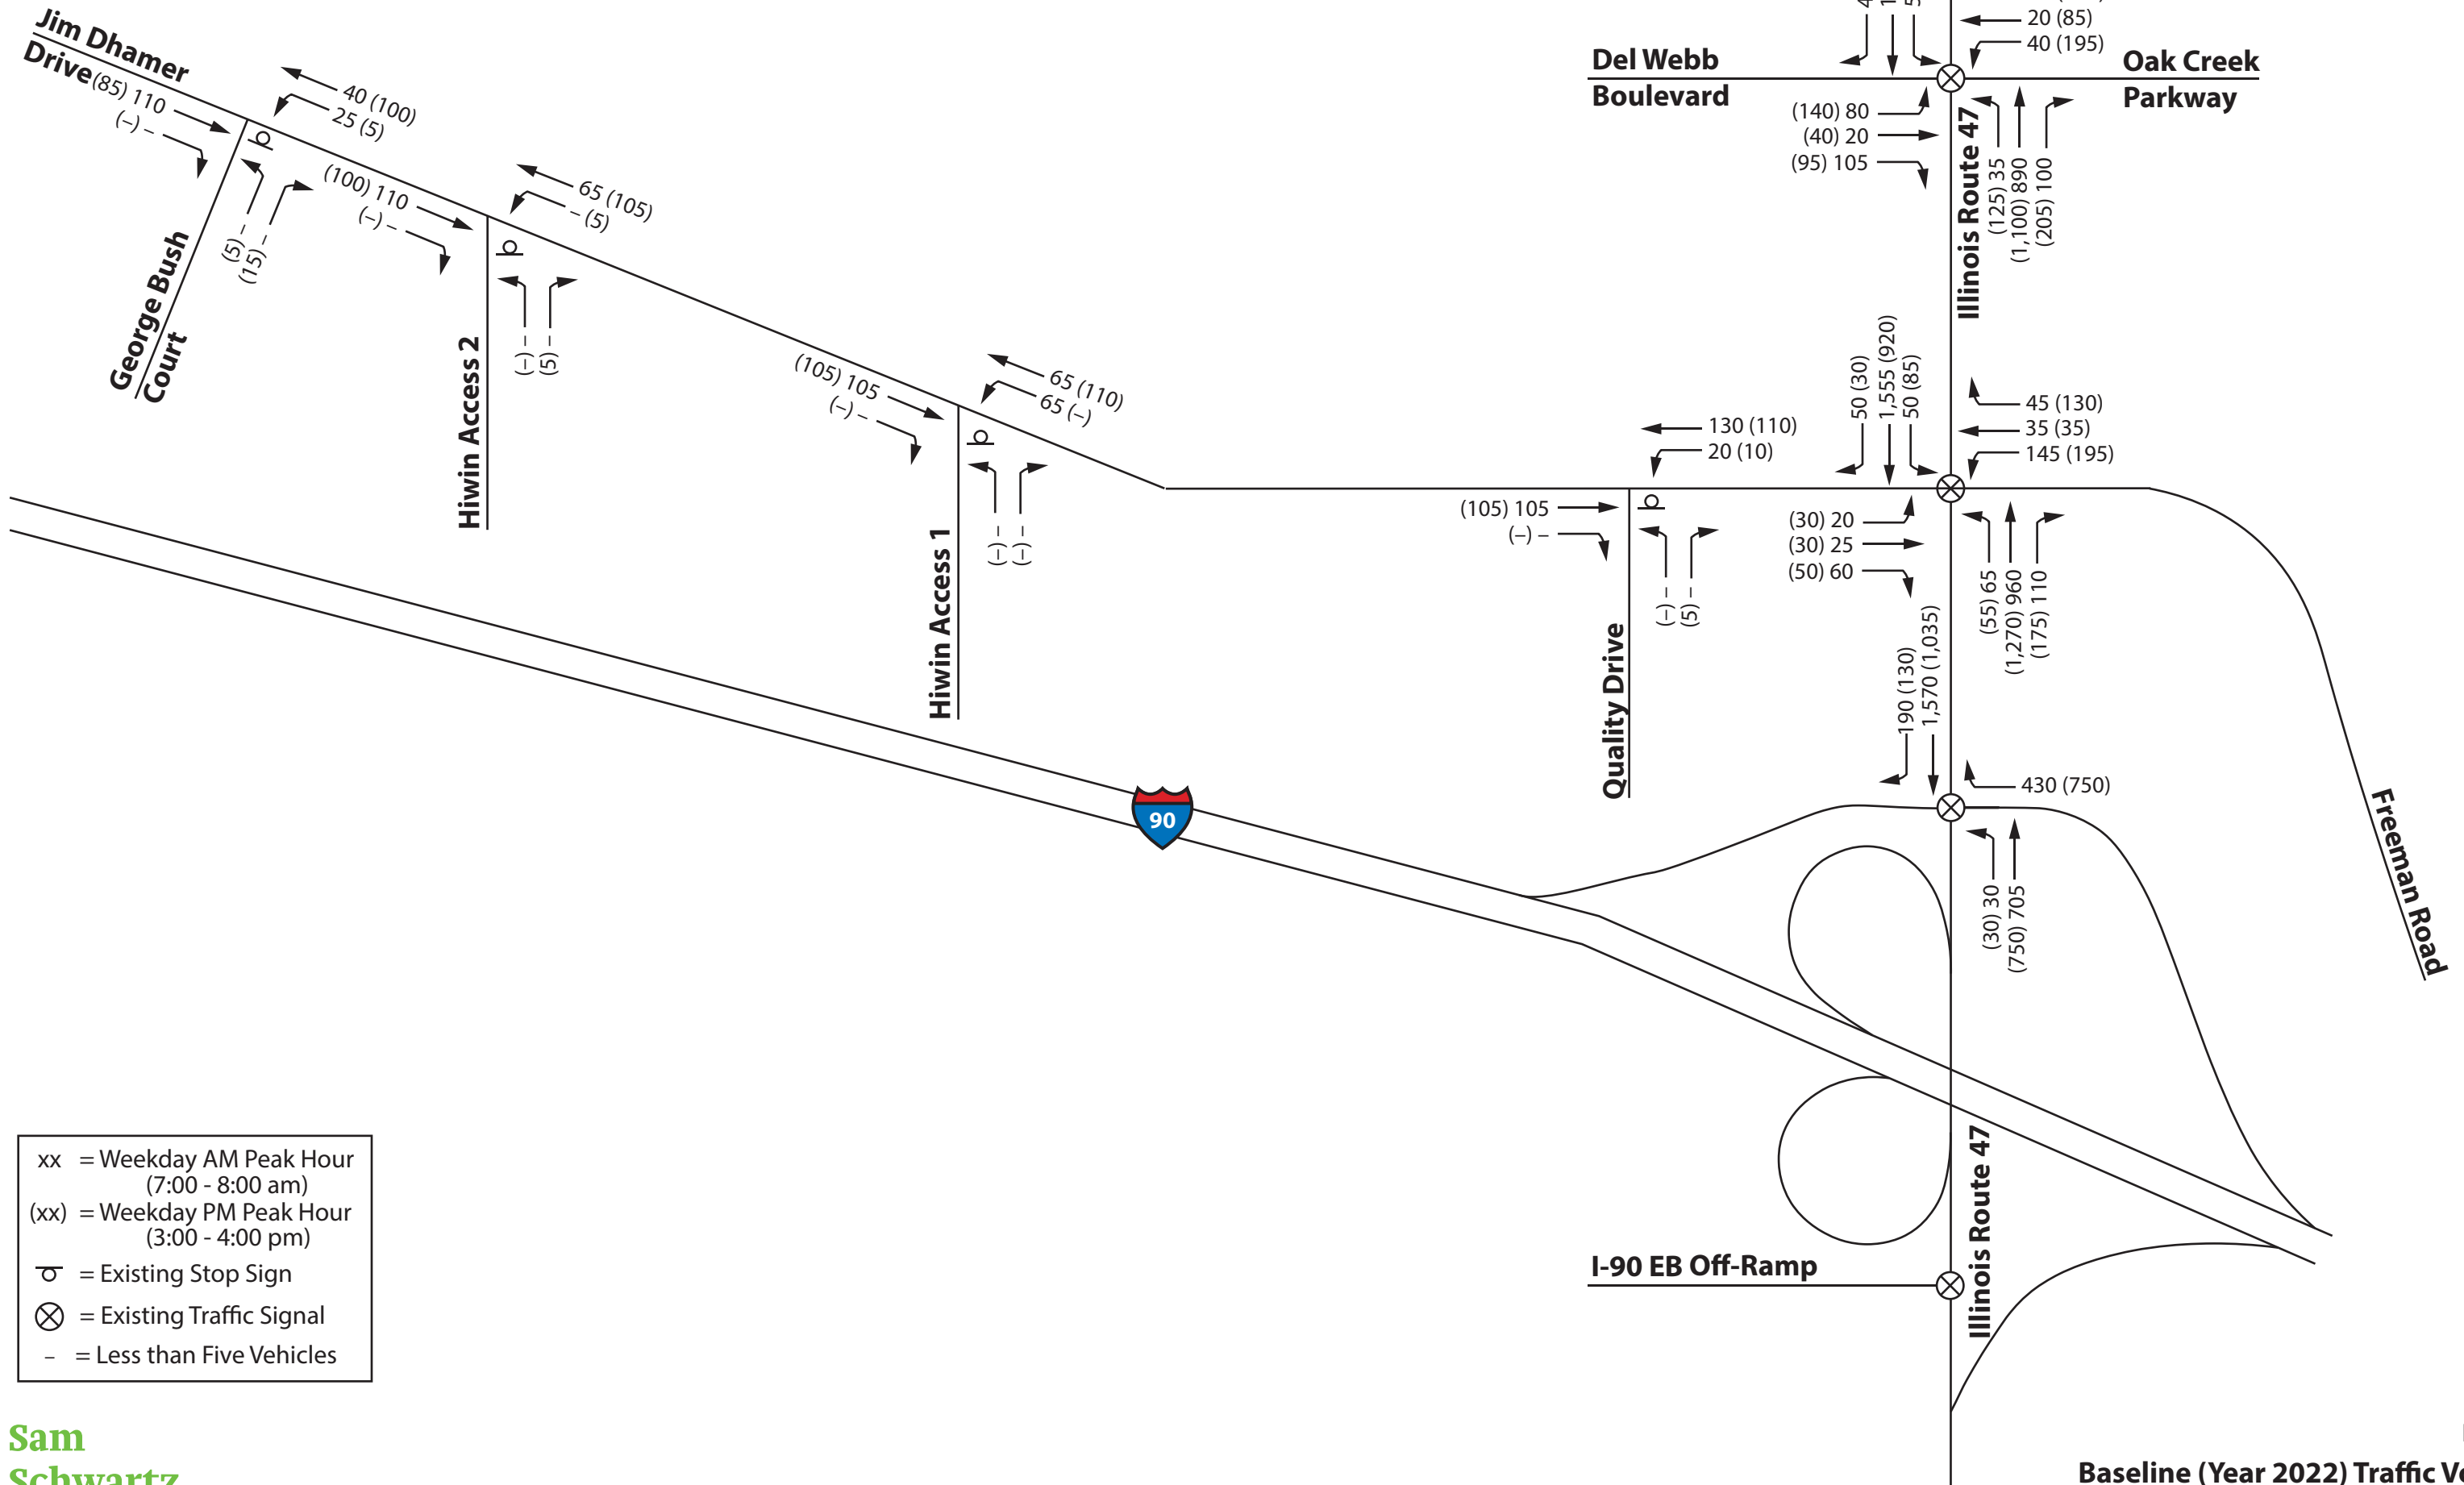 Jim Dhamer
Drive
(85) 110
(–) –
40 (100)
25 (5)
(5) –
(15) –
George Bush
Court
(100) 110
(–) –
65 (105)
– (5)
(–) –
(5) –
Hiwin Access 2
(105) 105
(–) –
65 (110)
65 (–)
(–) –
(–) –
Hiwin Access 1
130 (110)
20 (10)
(105) 105
(–) –
(–) –
(5) –
Quality Drive
20 (85)
40 (195)
Del Webb
Boulevard
Oak Creek
Parkway
(140) 80
(40) 20
(95) 105
Illinois Route 47
(125) 35
(1,100) 890
(205) 100
50 (30)
1,555 (920)
50 (85)
45 (130)
35 (35)
145 (195)
(30) 20
(30) 25
(50) 60
(55) 65
(1,270) 960
(175) 110
190 (130)
1,570 (1,035)
430 (750)
(30) 30
(750) 705
Freeman Road
90
I-90 EB Off-Ramp
Illinois Route 47
xx = Weekday AM Peak Hour
(7:00 - 8:00 am)
(xx) = Weekday PM Peak Hour
(3:00 - 4:00 pm)
= Existing Stop Sign
= Existing Traffic Signal
– = Less than Five Vehicles
Sam
Schwartz
Baseline (Year 2022) Traffic